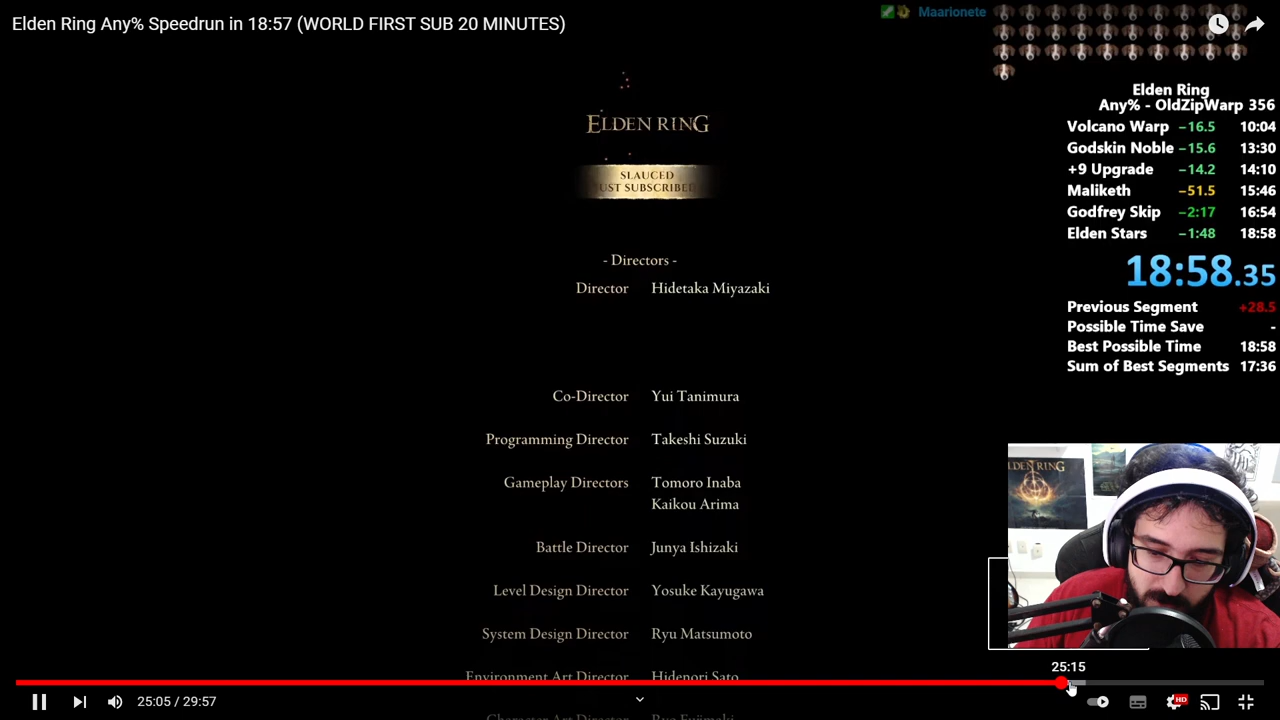 Elden Ring Any% Speedrun in 18:57 (WORLD FIRST SUB 20 MINUTES)
Maarionete
ELDEN RING
SLAUCED
UST SUBSCRIBED
- Directors -
Director Hidetaka Miyazaki
Co-Director Yui Tanimura
Programming Director Takeshi Suzuki
Gameplay Directors Tomoro Inaba
Kaikou Arima
Battle Director Junya Ishizaki
Level Design Director Yosuke Kayugawa
System Design Director Ryu Matsumoto
Environment Art Director Hidenori Sato
Elden Ring
Any% - OldZipWarp 356
Volcano Warp -16.5 10:04
Godskin Noble -15.6 13:30
+9 Upgrade -14.2 14:10
Maliketh -51.5 15:46
Godfrey Skip -2:17 16:54
Elden Stars -1:48 18:58
18:58.35
Previous Segment +28.5
Possible Time Save -
Best Possible Time 18:58
Sum of Best Segments 17:36
LDEN RING
25:15
25:05 / 29:57
HD